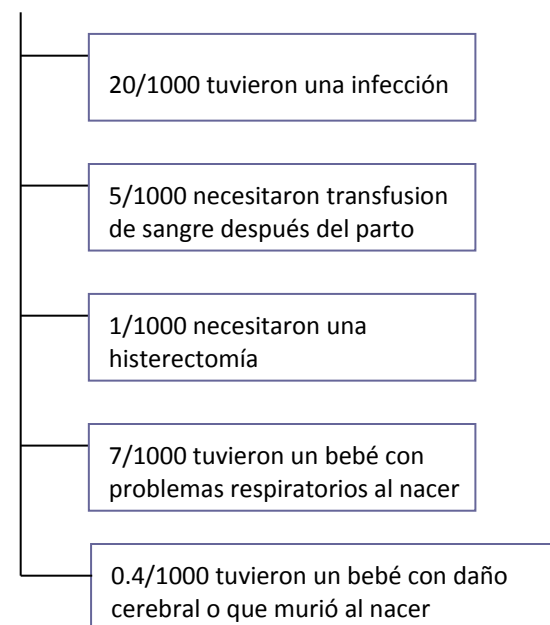 20/1000 tuvieron una infección
5/1000 necesitaron transfusion
de sangre después del parto
1/1000 necesitaron una
histerectomía
7/1000 tuvieron un bebé con
problemas respiratorios al nacer
0.4/1000 tuvieron un bebé con daño
cerebral o que murió al nacer